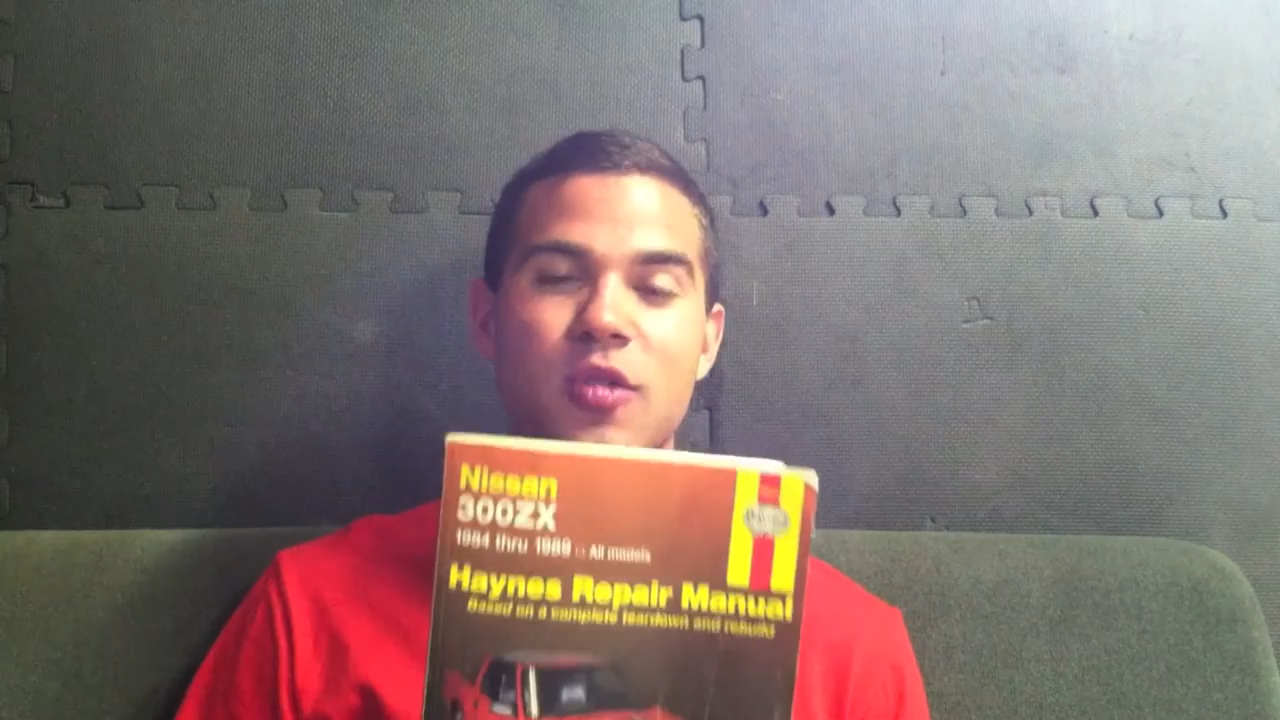 Nissan
300ZX
1984 thru 1989 :: All models
Haynes Repair Manual
Based on a complete teardown and rebuild